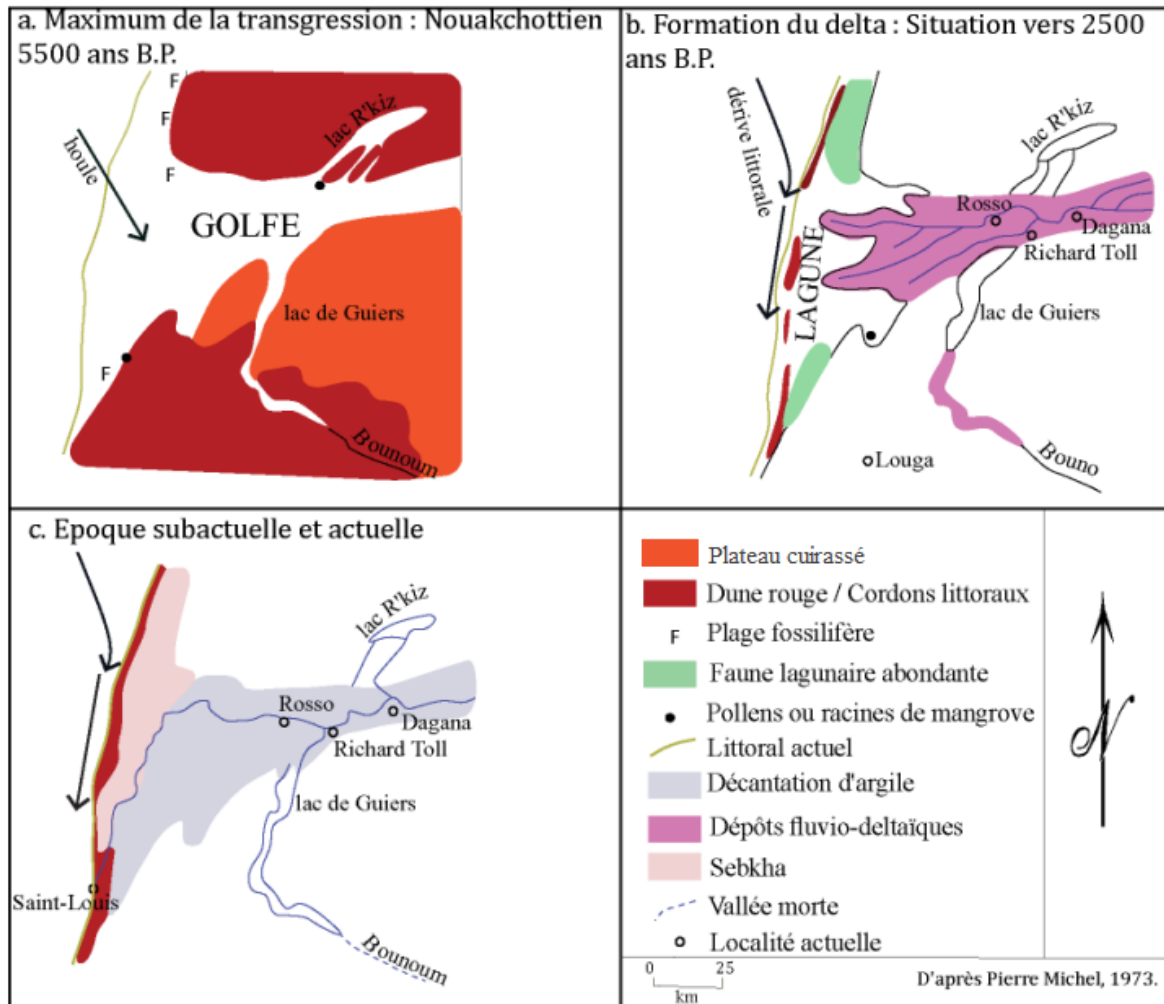 a. Maximum de la transgression : Nouakchottien
5500 ans B.P.
F
F
F
houle
lac R'kiz
GOLFE
lac de Guiers
F
Bounoum
b. Formation du delta : Situation vers 2500
ans B.P.
dérive littorale
lac R'kiz
LAGUNE
Rosso
Dagana
Richard Toll
lac de Guiers
Louga
Bouno
c. Epoque subactuelle et actuelle
lac R'kiz
Rosso
Dagana
Richard Toll
lac de Guiers
Saint-Louis
Bounoum
Plateau cuirassé
Dune rouge / Cordons littoraux
F Plage fossilifère
Faune lagunaire abondante
Pollens ou racines de mangrove
Littoral actuel
Décantation d'argile
Dépôts fluvio-deltaïques
Sebkha
Vallée morte
Localité actuelle
0 25
km
N
D'après Pierre Michel, 1973.